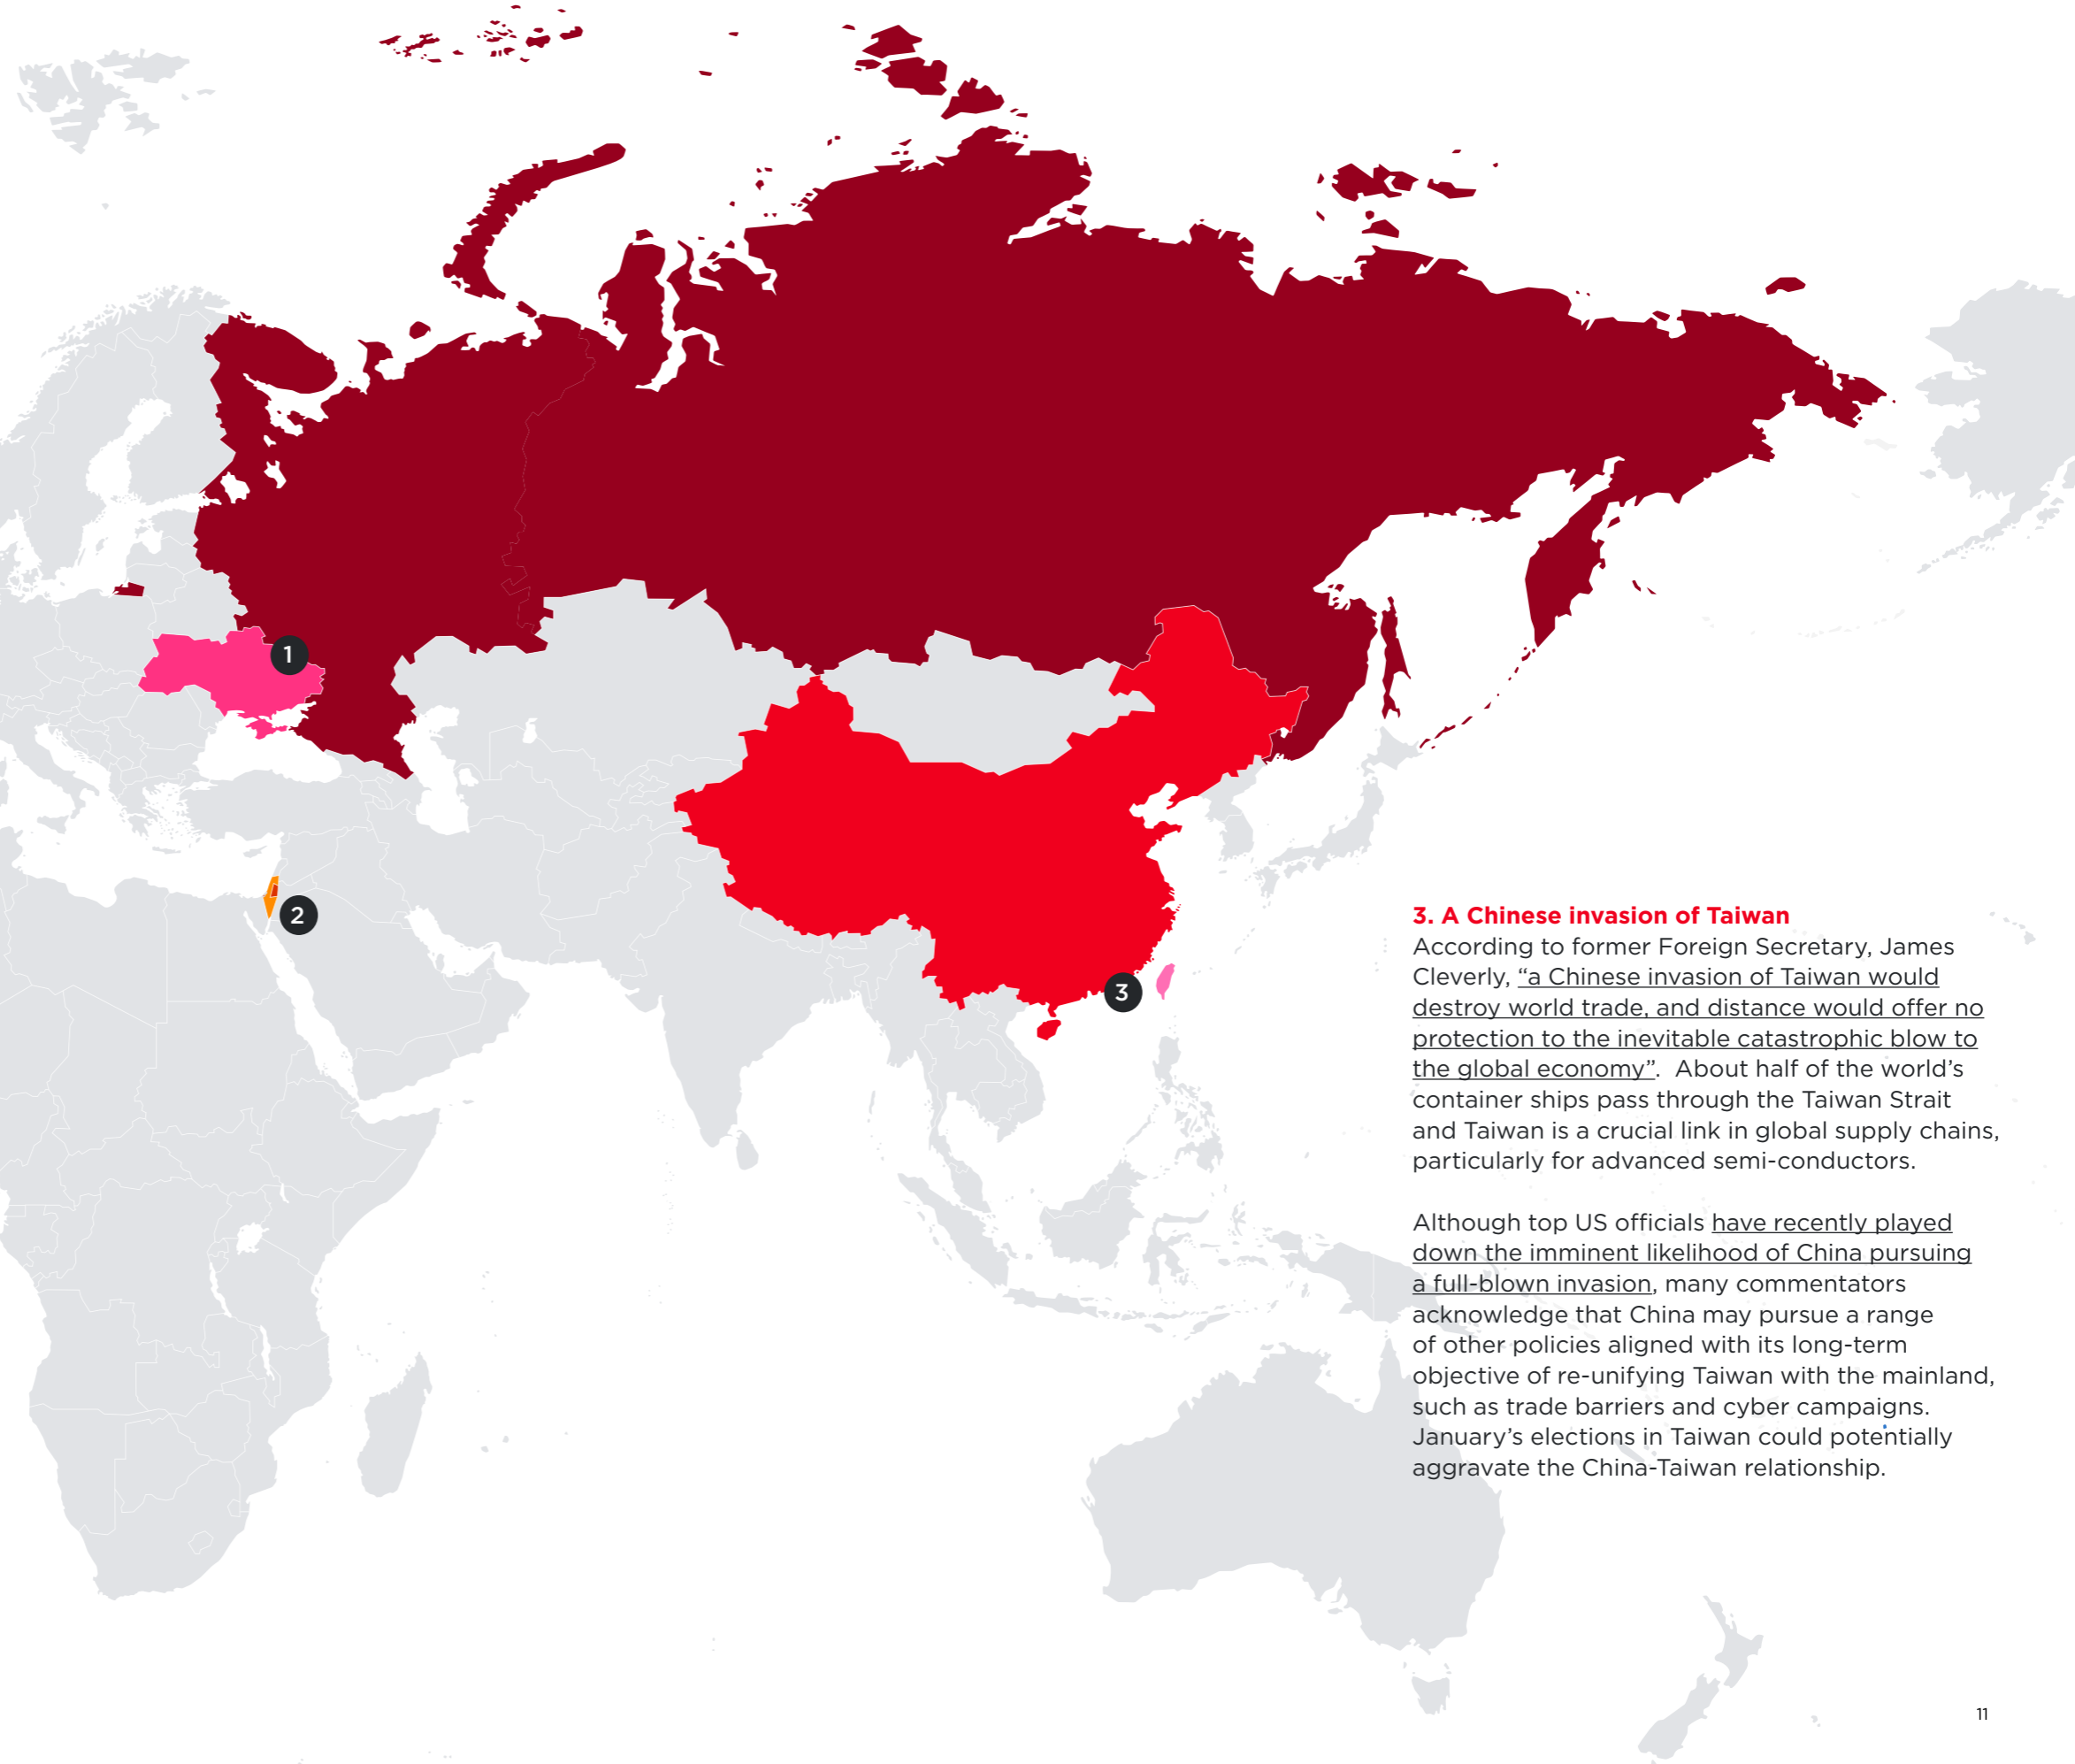 1
2
3
3. A Chinese invasion of Taiwan
According to former Foreign Secretary, James
Cleverly, “a Chinese invasion of Taiwan would
destroy world trade, and distance would offer no
protection to the inevitable catastrophic blow to
the global economy”.  About half of the world’s
container ships pass through the Taiwan Strait
and Taiwan is a crucial link in global supply chains,
particularly for advanced semi-conductors.
Although top US officials have recently played
down the imminent likelihood of China pursuing
a full-blown invasion, many commentators
acknowledge that China may pursue a range
of other policies aligned with its long-term
objective of re-unifying Taiwan with the mainland,
such as trade barriers and cyber campaigns.
January’s elections in Taiwan could potentially
aggravate the China-Taiwan relationship.
11